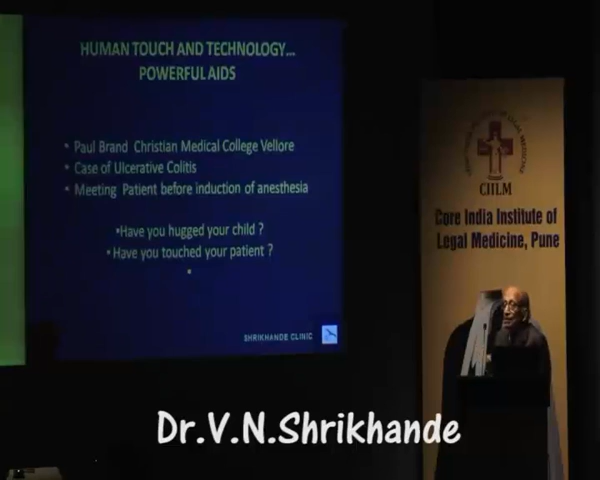 HUMAN TOUCH AND TECHNOLOGY...
POWERFUL AIDS
• Paul Brand Christian Medical College Vellore
• Case of Ulcerative Colitis
• Meeting Patient before induction of anesthesia
•Have you hugged your child ?
•Have you touched your patient ?
•
SHRIKHANDE CLINIC
CIILM
Core India Institute of
Legal Medicine, Pune
Dr.V.N.Shrikhande